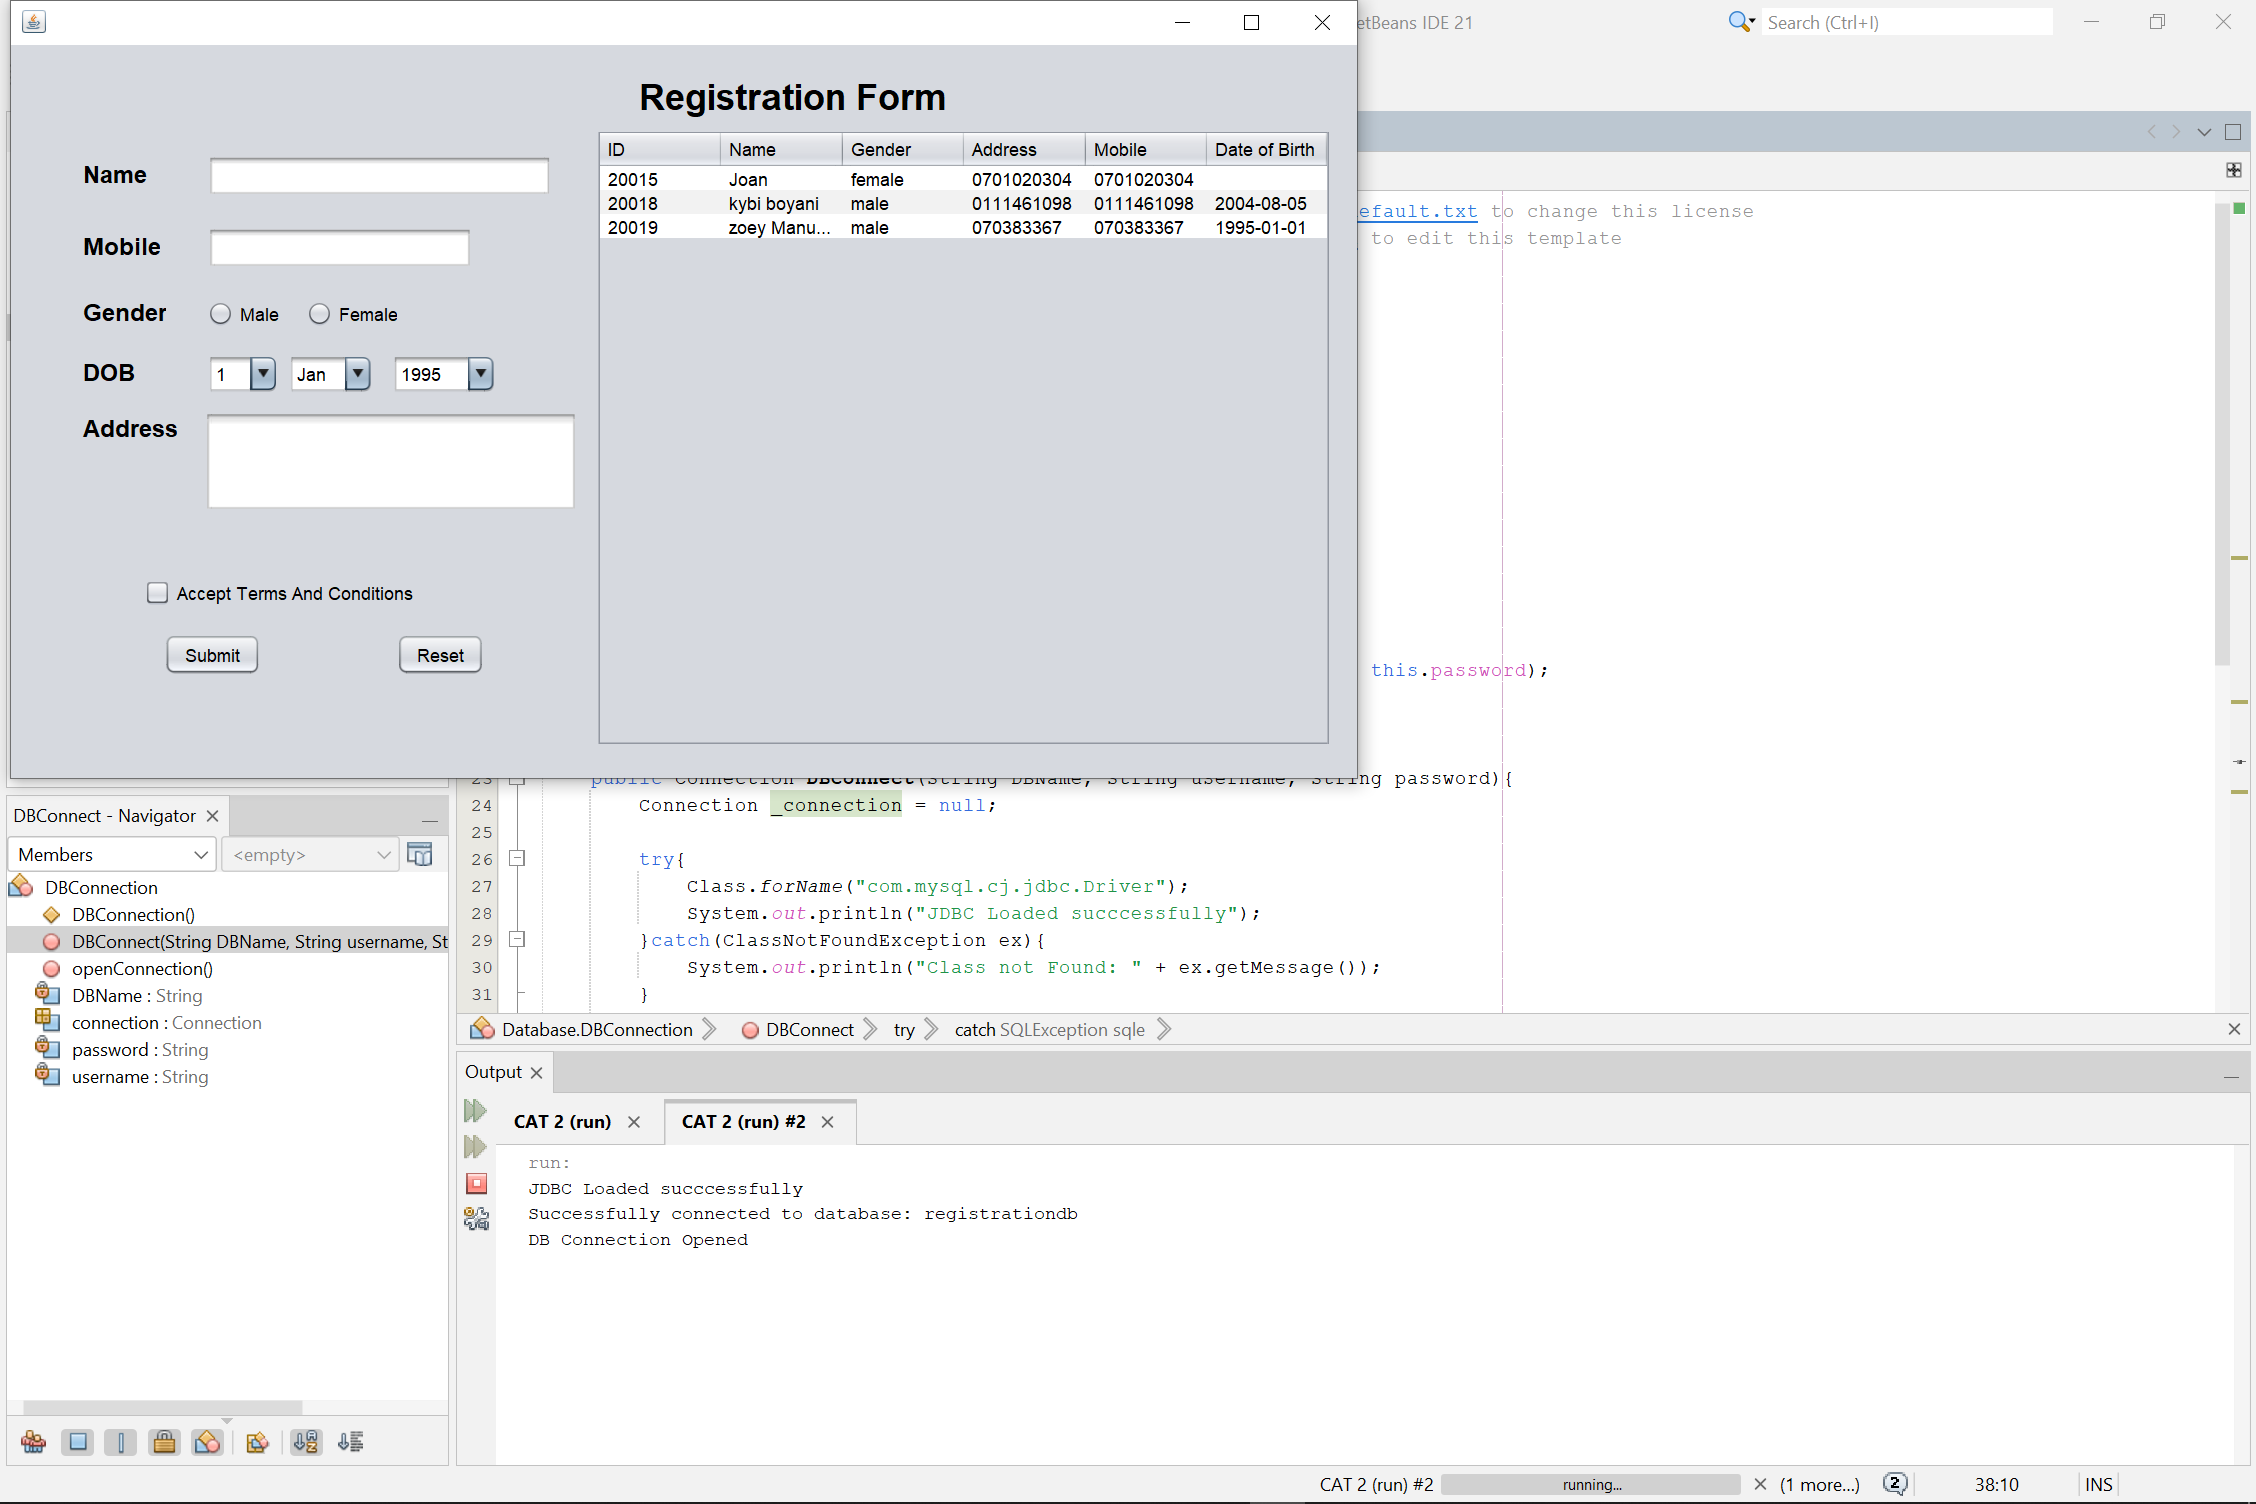 etBeans IDE 21
Search (Ctrl+I)
Registration Form
Name
Mobile
Gender
Male
Female
DOB
1
Jan
1995
Address
Accept Terms And Conditions
Submit
Reset
ID Name Gender Address Mobile Date of Birth
20015 Joan female 0701020304 0701020304
20018 kybi boyani male 0111461098 0111461098 2004-08-05
20019 zoey Manu... male 070383367 070383367 1995-01-01
efault.txt to change this license
to edit this template
this.password);
23 public Connection DBConnect(String DBName, String username, String password){
24 Connection _connection = null;
25
26 try{
27 Class.forName("com.mysql.cj.jdbc.Driver");
28 System.out.println("JDBC Loaded succcessfully");
29 }catch(ClassNotFoundException ex){
30 System.out.println("Class not Found: " + ex.getMessage());
31 }
Database.DBConnection DBConnect try catch SQLException sqle
DBConnect - Navigator
Members
<empty>
DBConnection
DBConnection()
DBConnect(String DBName, String username, St
openConnection()
DBName : String
connection : Connection
password : String
username : String
Output
CAT 2 (run)
CAT 2 (run) #2
run:
JDBC Loaded succcessfully
Successfully connected to database: registrationdb
DB Connection Opened
CAT 2 (run) #2
running...
(1 more...)
2
38:10
INS